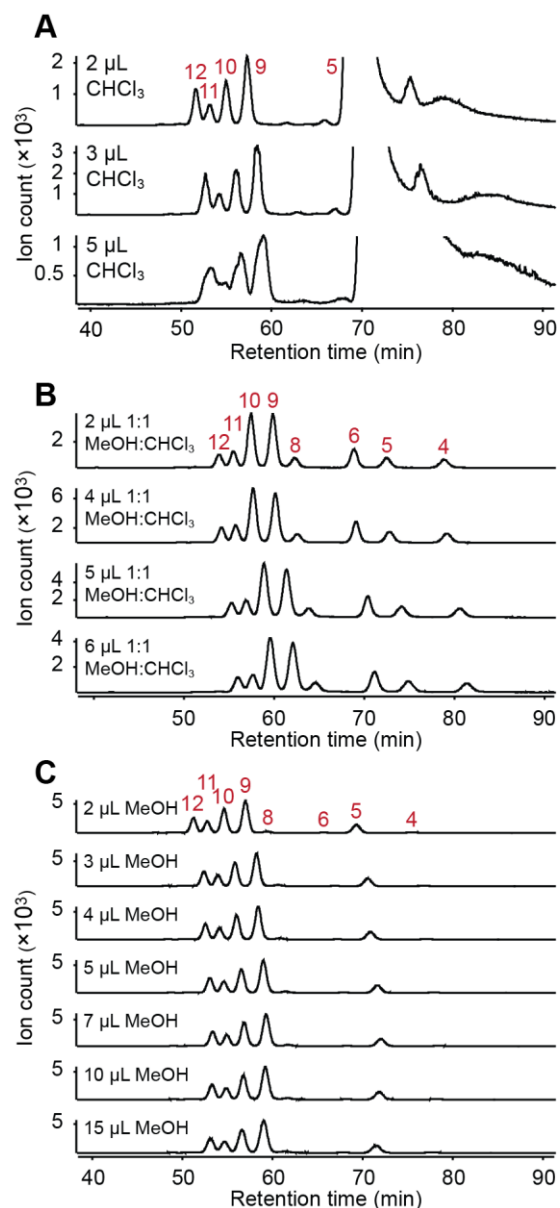 A
2 µL
CHCl₃
12 11 10 9 5
2
1
3 µL
CHCl₃
3
2
1
5 µL
CHCl₃
1
0.5
Ion count (×10³)
40 50 60 70 80 90
Retention time (min)
B
2 µL 1:1
MeOH:CHCl₃
12 11 10 9 8 6 5 4
2
4 µL 1:1
MeOH:CHCl₃
6
2
5 µL 1:1
MeOH:CHCl₃
4
2
6 µL 1:1
MeOH:CHCl₃
4
2
Ion count (×10³)
50 60 70 80 90
Retention time (min)
C
5 2 µL MeOH
12 11 10 9 8 6 5 4
5 3 µL MeOH
5 4 µL MeOH
5 5 µL MeOH
5 7 µL MeOH
5 10 µL MeOH
5 15 µL MeOH
Ion count (×10³)
40 50 60 70 80 90
Retention time (min)